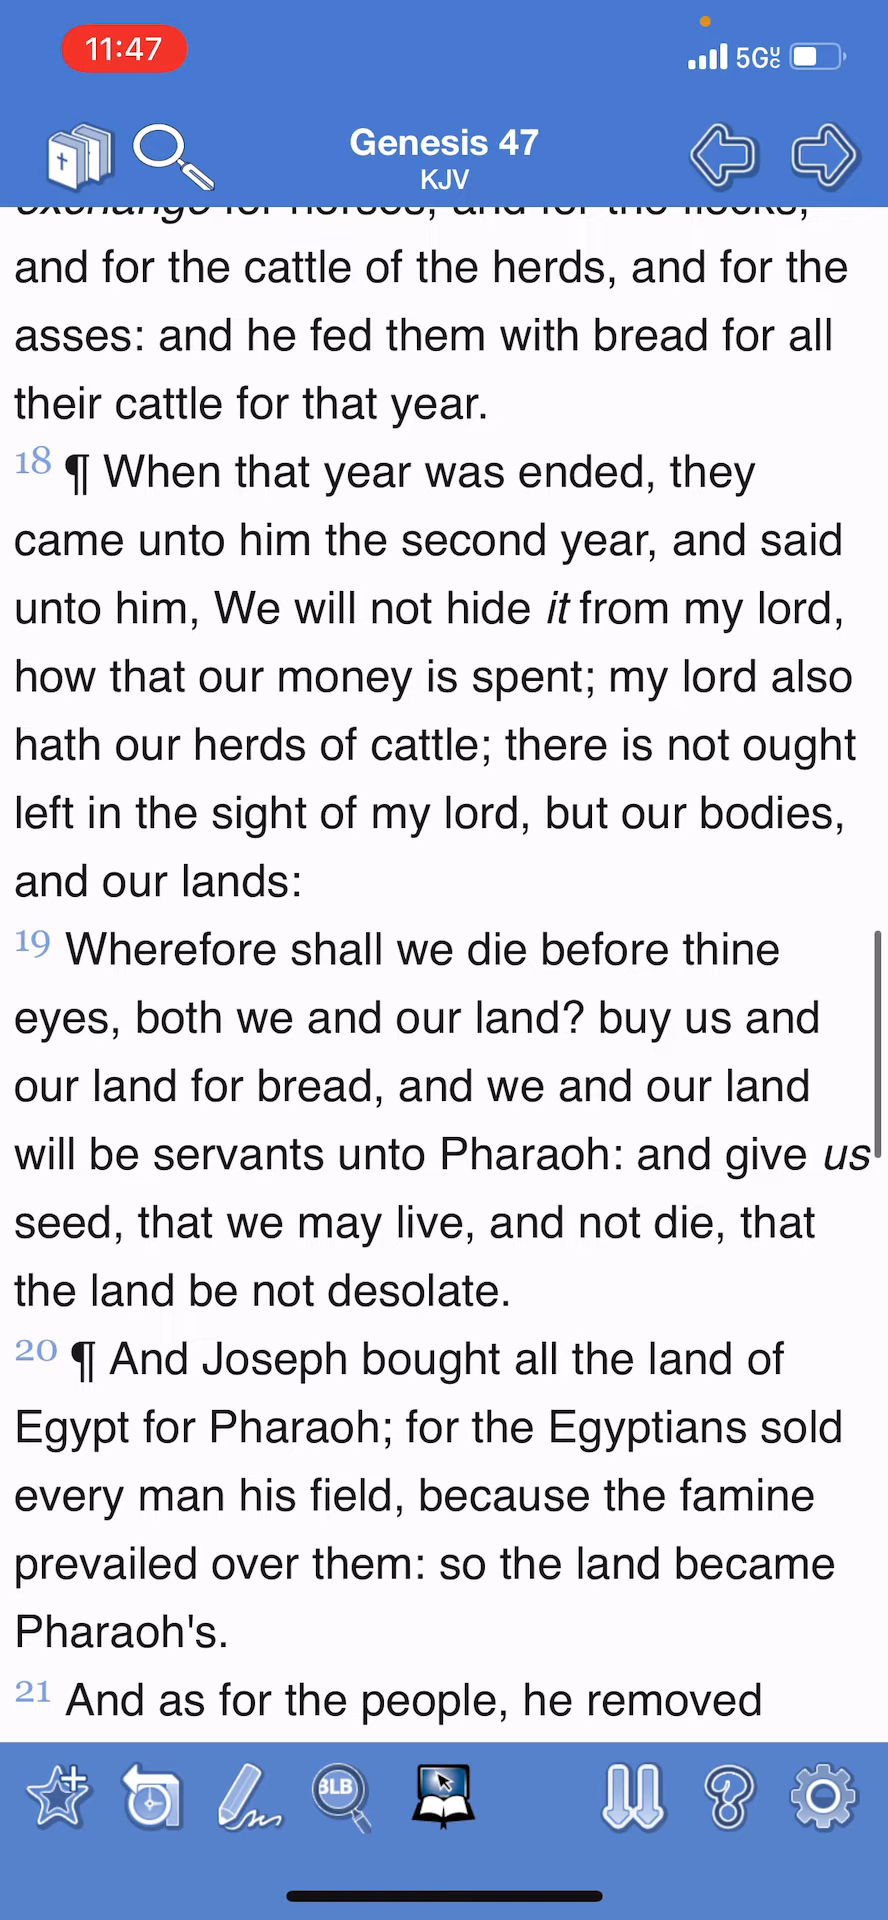 11:47
5G UC
Genesis 47
KJV
exchange for horses, and for the flocks,
and for the cattle of the herds, and for the
asses: and he fed them with bread for all
their cattle for that year.
18 ¶ When that year was ended, they
came unto him the second year, and said
unto him, We will not hide it from my lord,
how that our money is spent; my lord also
hath our herds of cattle; there is not ought
left in the sight of my lord, but our bodies,
and our lands:
19 Wherefore shall we die before thine
eyes, both we and our land? buy us and
our land for bread, and we and our land
will be servants unto Pharaoh: and give us
seed, that we may live, and not die, that
the land be not desolate.
20 ¶ And Joseph bought all the land of
Egypt for Pharaoh; for the Egyptians sold
every man his field, because the famine
prevailed over them: so the land became
Pharaoh's.
21 And as for the people, he removed
BLB